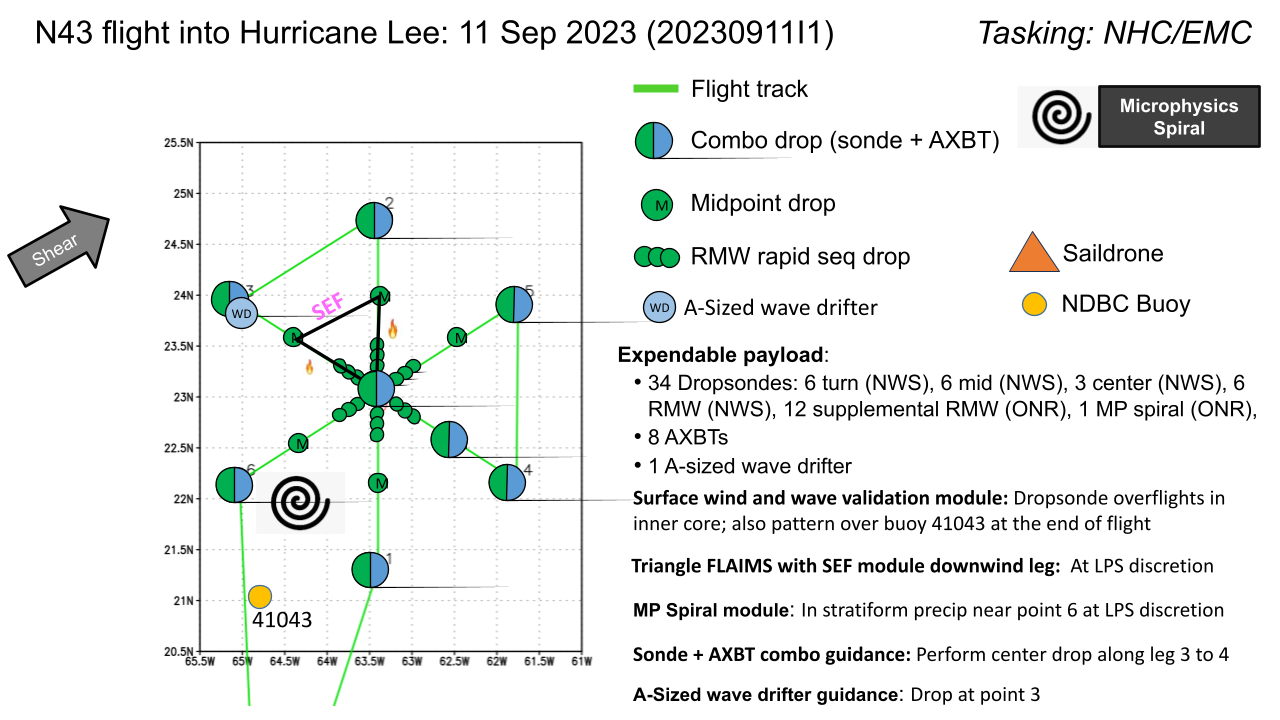 N43 flight into Hurricane Lee: 11 Sep 2023 (20230911I1)
Tasking: NHC/EMC
Flight track
Combo drop (sonde + AXBT)
Microphysics
Spiral
Midpoint drop
RMW rapid seq drop
Saildrone
WD
A-Sized wave drifter
NDBC Buoy
M
Shear
25.5N
25N
24.5N
24N
23.5N
23N
22.5N
22N
21.5N
21N
20.5N
65.5W
65W
64.5W
64W
63.5W
63W
62.5W
62W
61.5W
61W
2
3
WD
SEF
M
5
M
M
M
4
6
M
1
41043
Expendable payload:
• 34 Dropsondes: 6 turn (NWS), 6 mid (NWS), 3 center (NWS), 6
RMW (NWS), 12 supplemental RMW (ONR), 1 MP spiral (ONR),
• 8 AXBTs
• 1 A-sized wave drifter
Surface wind and wave validation module: Dropsonde overflights in
inner core; also pattern over buoy 41043 at the end of flight
Triangle FLAIMS with SEF module downwind leg: At LPS discretion
MP Spiral module: In stratiform precip near point 6 at LPS discretion
Sonde + AXBT combo guidance: Perform center drop along leg 3 to 4
A-Sized wave drifter guidance: Drop at point 3